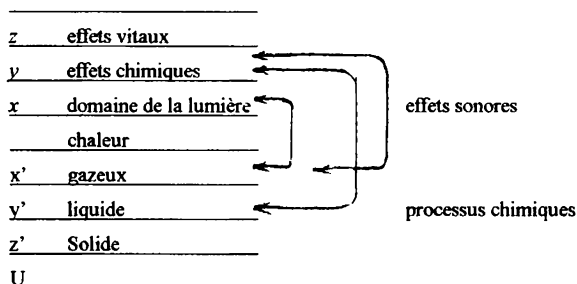 z effets vitaux
y effets chimiques
x domaine de la lumière effets sonores
chaleur
x' gazeux
y' liquide processus chimiques
z' Solide
U